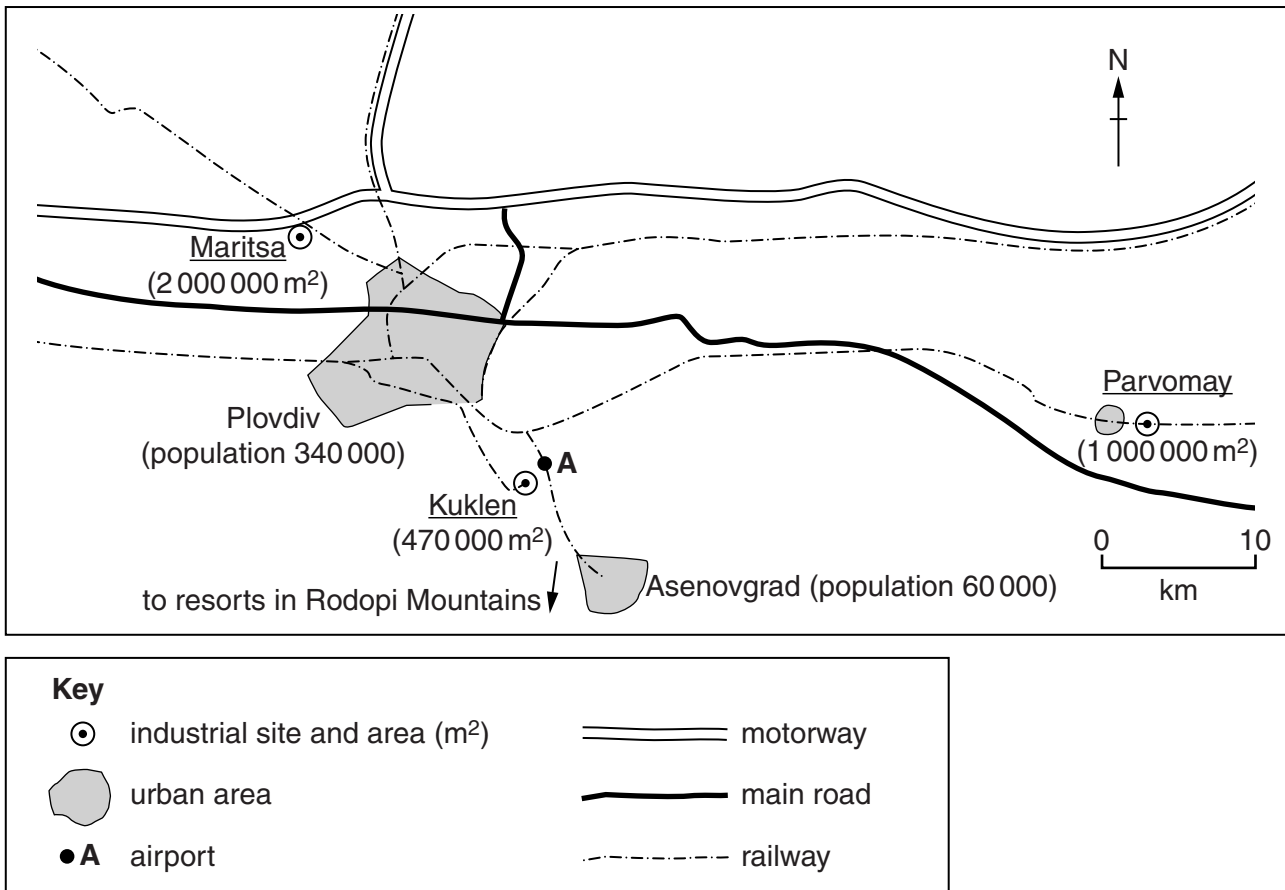 N
Maritsa
(2 000 000 m²)
Parvomay
(1 000 000 m²)
Plovdiv
(population 340 000)
A
Kuklen
(470 000 m²)
0 10
km
to resorts in Rodopi Mountains
Asenovgrad (population 60 000)
Key
industrial site and area (m²)
motorway
urban area
main road
A airport
railway